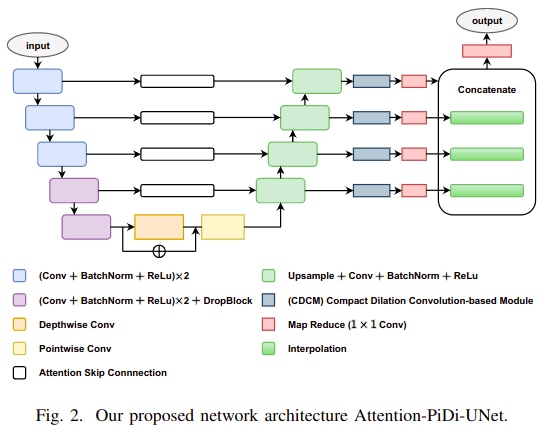 input
output
Concatenate
(Conv + BatchNorm + ReLu)×2
Upsample + Conv + BatchNorm + ReLu
(Conv + BatchNorm + ReLu)×2 + DropBlock
(CDCM) Compact Dilation Convolution-based Module
Depthwise Conv
Map Reduce (1 × 1 Conv)
Pointwise Conv
Interpolation
Attention Skip Connnection
Fig. 2. Our proposed network architecture Attention-PiDi-UNet.